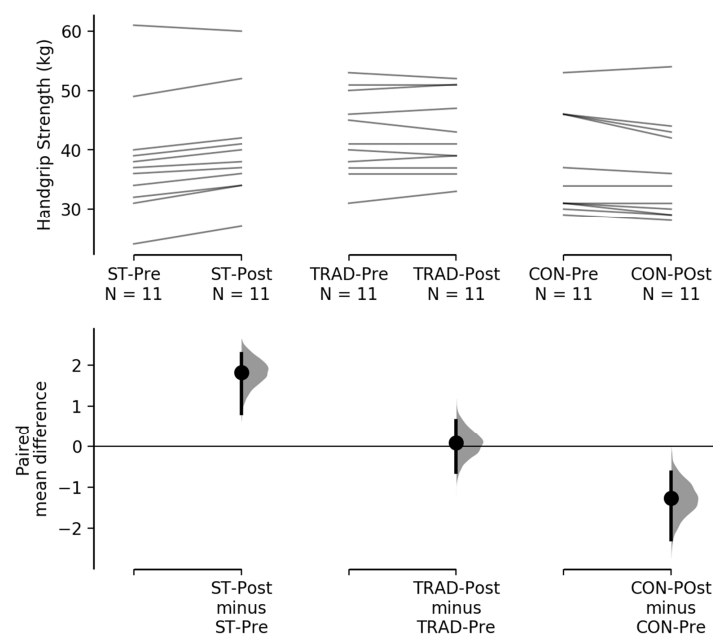 Handgrip Strength (kg)
60
50
40
30
ST-Pre
N = 11
ST-Post
N = 11
TRAD-Pre
N = 11
TRAD-Post
N = 11
CON-Pre
N = 11
CON-POst
N = 11
Paired
mean difference
2
1
0
−1
−2
ST-Post
minus
ST-Pre
TRAD-Post
minus
TRAD-Pre
CON-POst
minus
CON-Pre